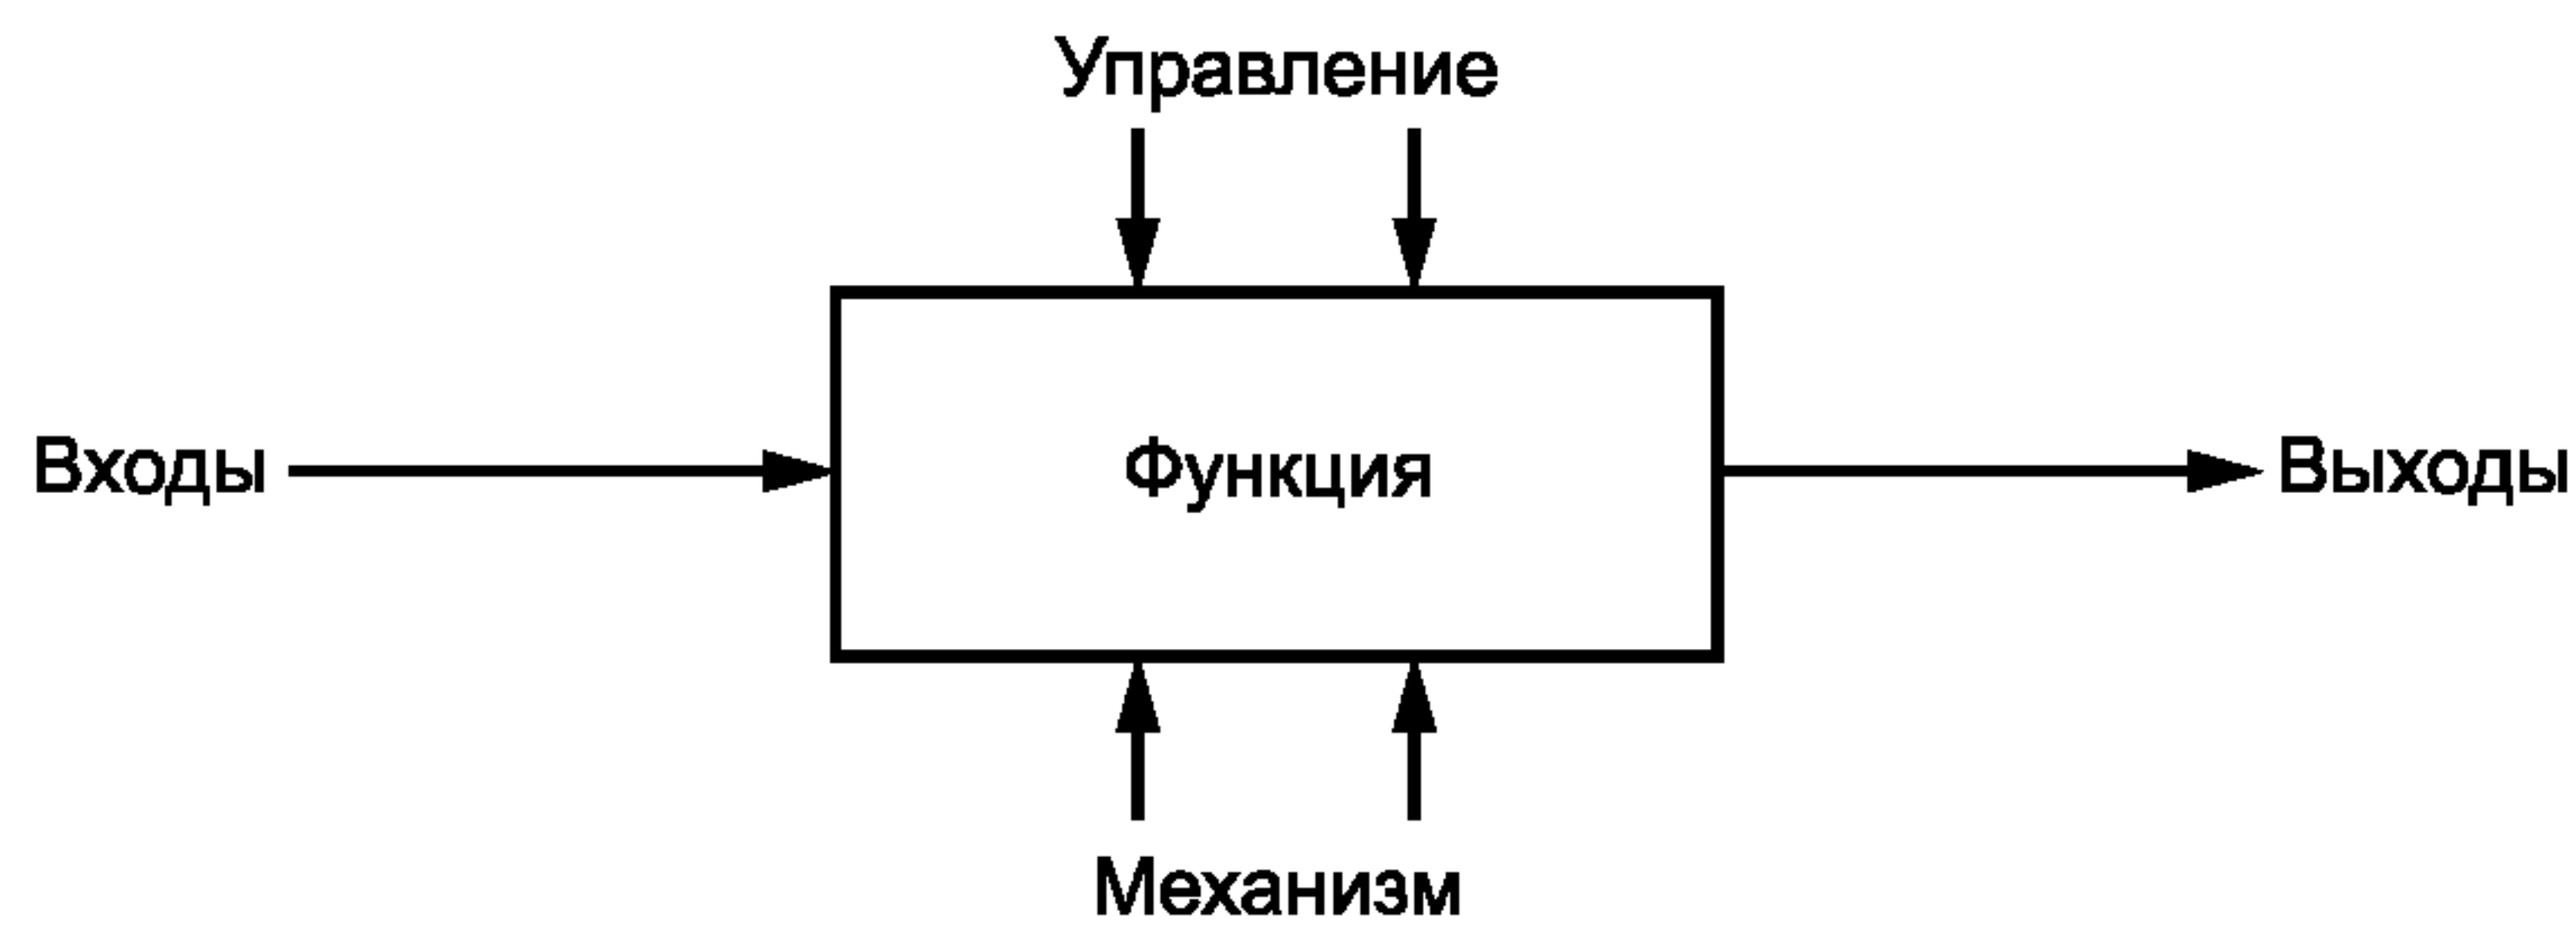 Управление
Входы
Функция
Выходы
Механизм